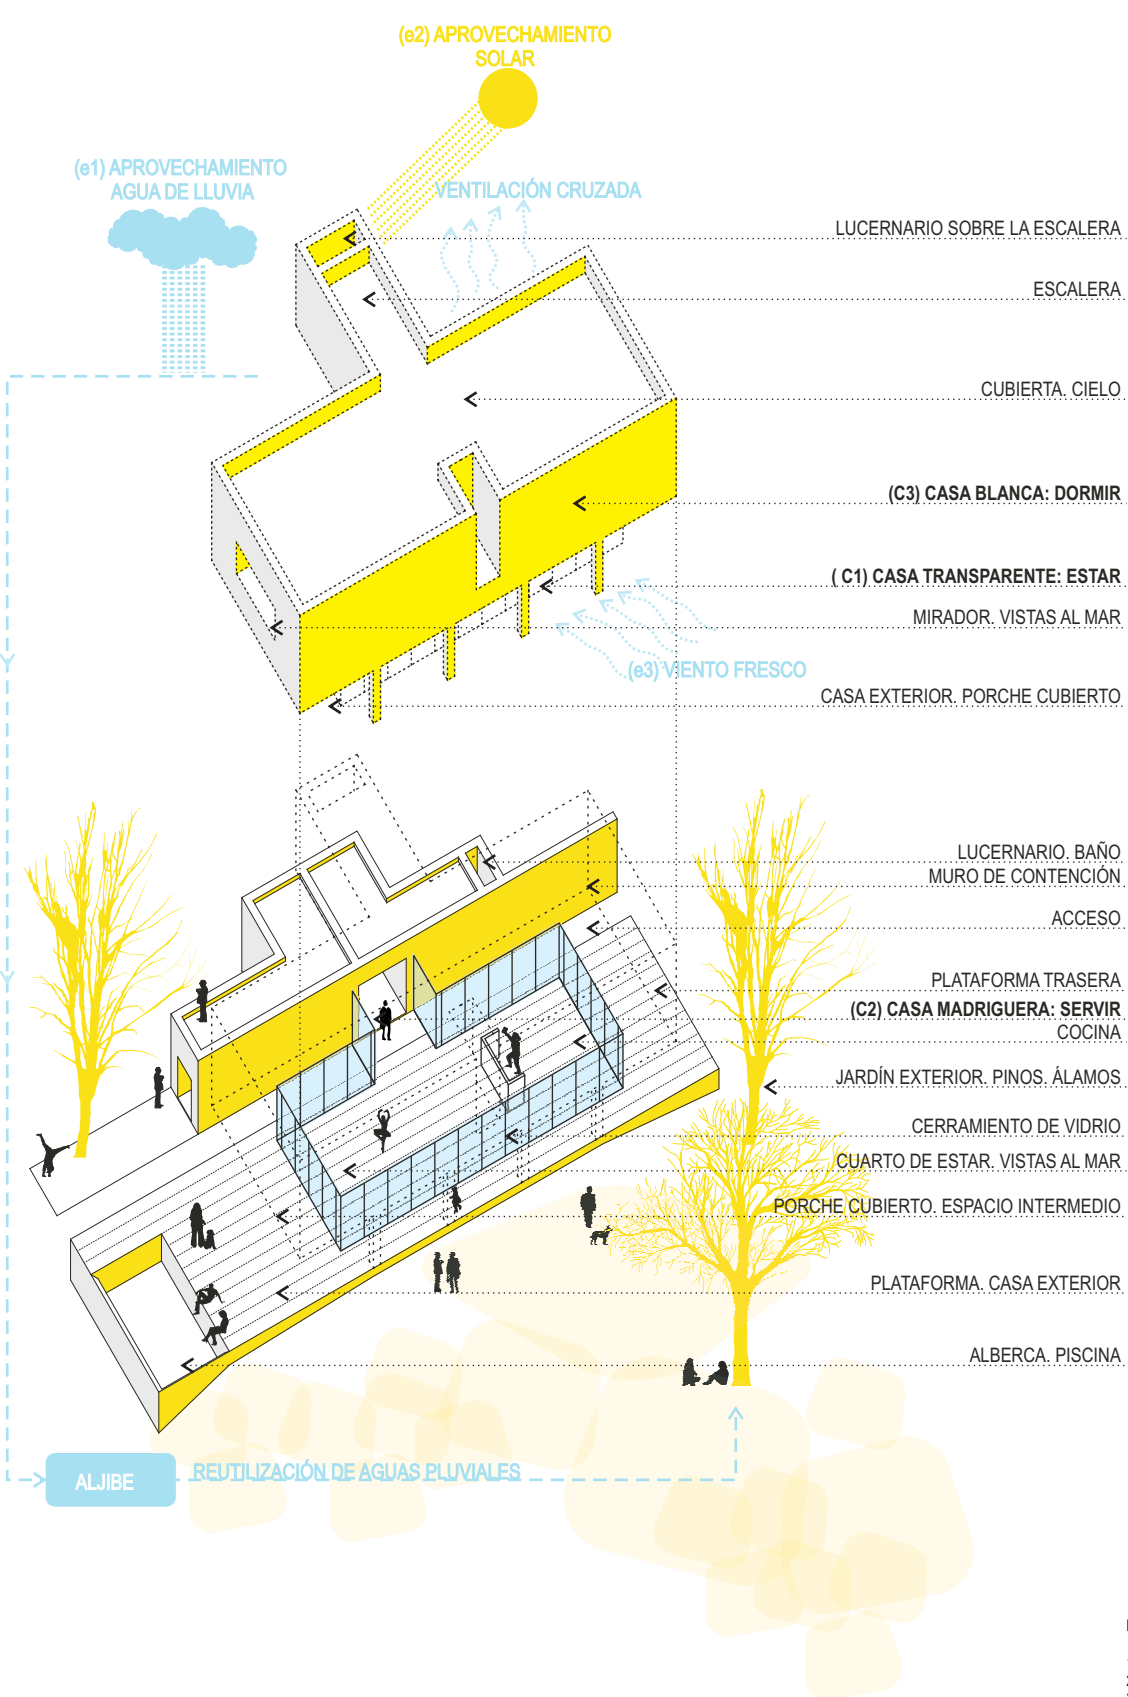 (e2) APROVECHAMIENTO
SOLAR
(e1) APROVECHAMIENTO
AGUA DE LLUVIA
VENTILACIÓN CRUZADA
LUCERNARIO SOBRE LA ESCALERA
ESCALERA
CUBIERTA. CIELO
(C3) CASA BLANCA: DORMIR
( C1) CASA TRANSPARENTE: ESTAR
MIRADOR. VISTAS AL MAR
(e3) VIENTO FRESCO
CASA EXTERIOR. PORCHE CUBIERTO
LUCERNARIO. BAÑO
MURO DE CONTENCIÓN
ACCESO
PLATAFORMA TRASERA
(C2) CASA MADRIGUERA: SERVIR
COCINA
JARDÍN EXTERIOR. PINOS. ÁLAMOS
CERRAMIENTO DE VIDRIO
CUARTO DE ESTAR. VISTAS AL MAR
PORCHE CUBIERTO. ESPACIO INTERMEDIO
PLATAFORMA. CASA EXTERIOR
ALBERCA. PISCINA
ALJIBE
REUTILIZACIÓN DE AGUAS PLUVIALES